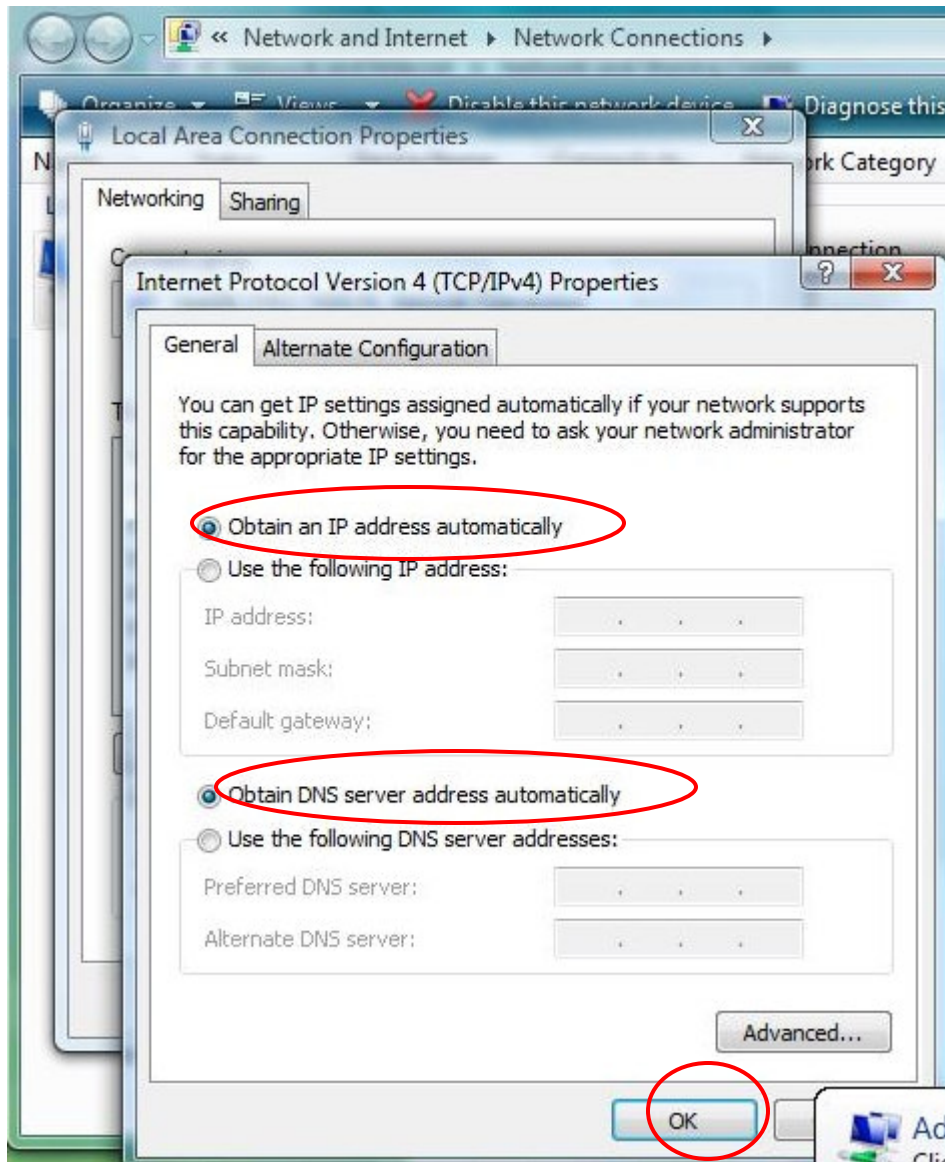 « Network and Internet Network Connections
Organize Views Disable this network device Diagnose this
Local Area Connection Properties
Network Category
Networking Sharing
Connection
Internet Protocol Version 4 (TCP/IPv4) Properties
General Alternate Configuration
You can get IP settings assigned automatically if your network supports
this capability. Otherwise, you need to ask your network administrator
for the appropriate IP settings.
Obtain an IP address automatically
Use the following IP address:
IP address:
Subnet mask:
Default gateway:
Obtain DNS server address automatically
Use the following DNS server addresses:
Preferred DNS server:
Alternate DNS server:
Advanced...
OK